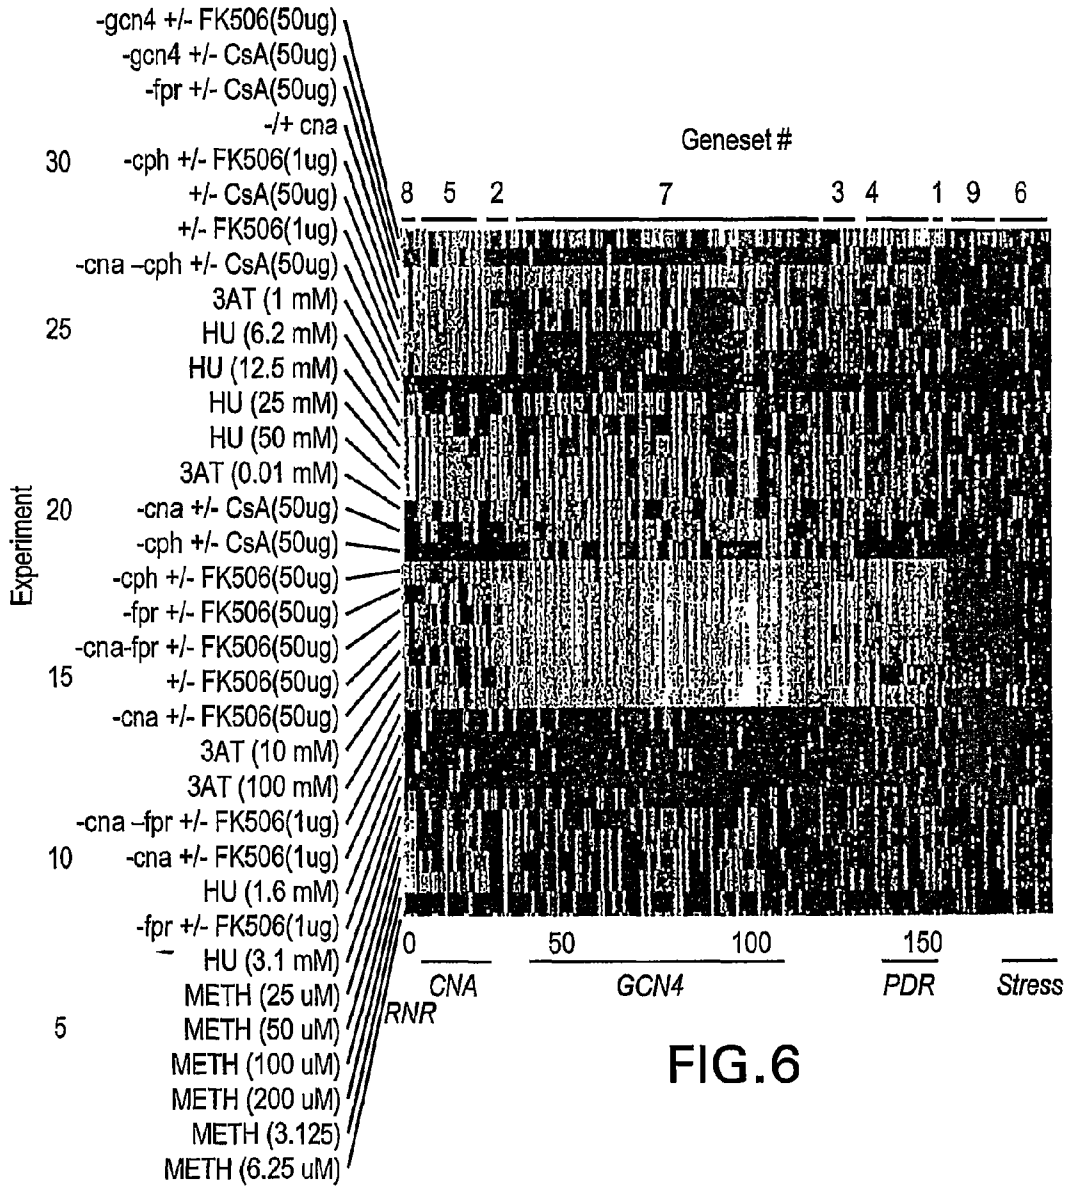 -gcn4 +/- FK506(50ug)
-gcn4 +/- CsA(50ug)
-fpr +/- CsA(50ug)
-/+ cna
30 -cph +/- FK506(1ug)
+/- CsA(50ug)
+/- FK506(1ug)
-cna –cph +/- CsA(50ug)
3AT (1 mM)
25 HU (6.2 mM)
HU (12.5 mM)
HU (25 mM)
HU (50 mM)
3AT (0.01 mM)
20 -cna +/- CsA(50ug)
-cph +/- CsA(50ug)
-cph +/- FK506(50ug)
-fpr +/- FK506(50ug)
-cna-fpr +/- FK506(50ug)
15 +/- FK506(50ug)
-cna +/- FK506(50ug)
3AT (10 mM)
3AT (100 mM)
-cna –fpr +/- FK506(1ug)
10 -cna +/- FK506(1ug)
HU (1.6 mM)
-fpr +/- FK506(1ug)
HU (3.1 mM)
METH (25 uM)
5 METH (50 uM)
METH (100 uM)
METH (200 uM)
METH (3.125)
METH (6.25 uM)
Experiment
Geneset #
8 5 2 7 3 4 1 9 6
0 50 100 150
RNR CNA GCN4 PDR Stress
FIG.6